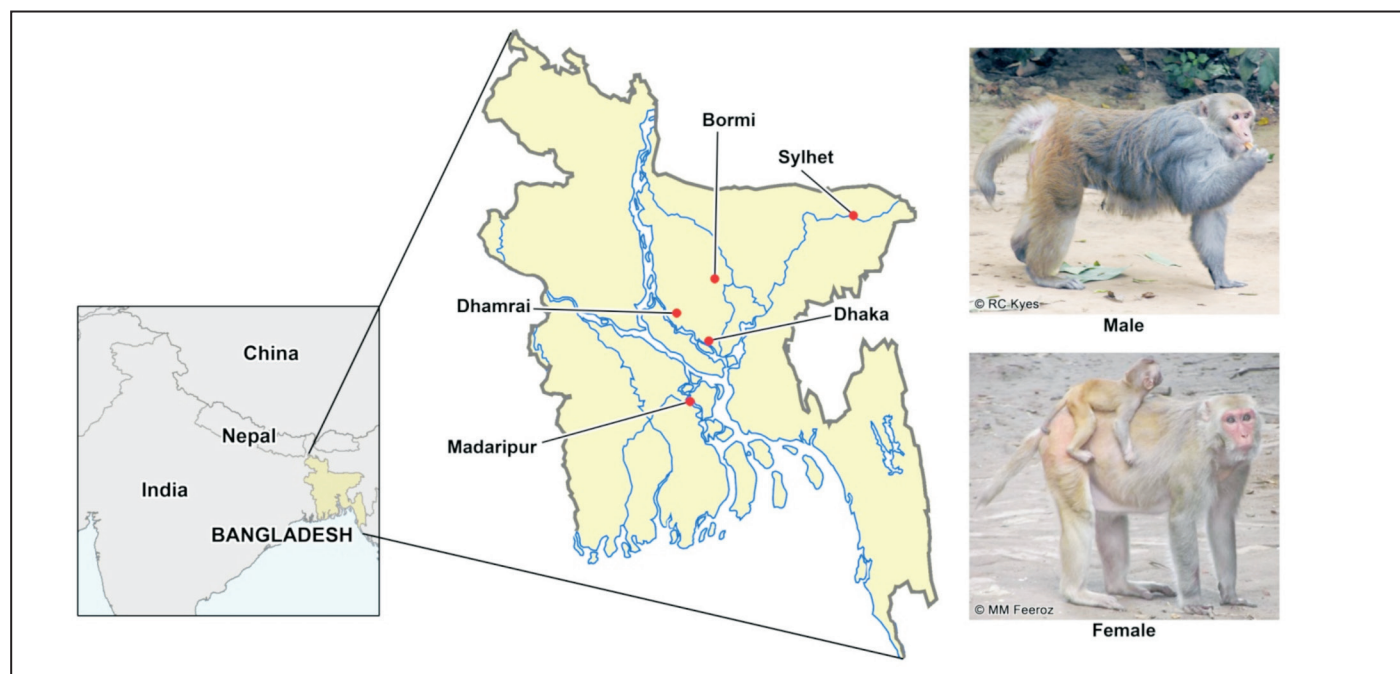 China
Nepal
India
BANGLADESH
Bormi
Sylhet
Dhamrai
Dhaka
Madaripur
© RC Kyes
Male
© MM Feeroz
Female